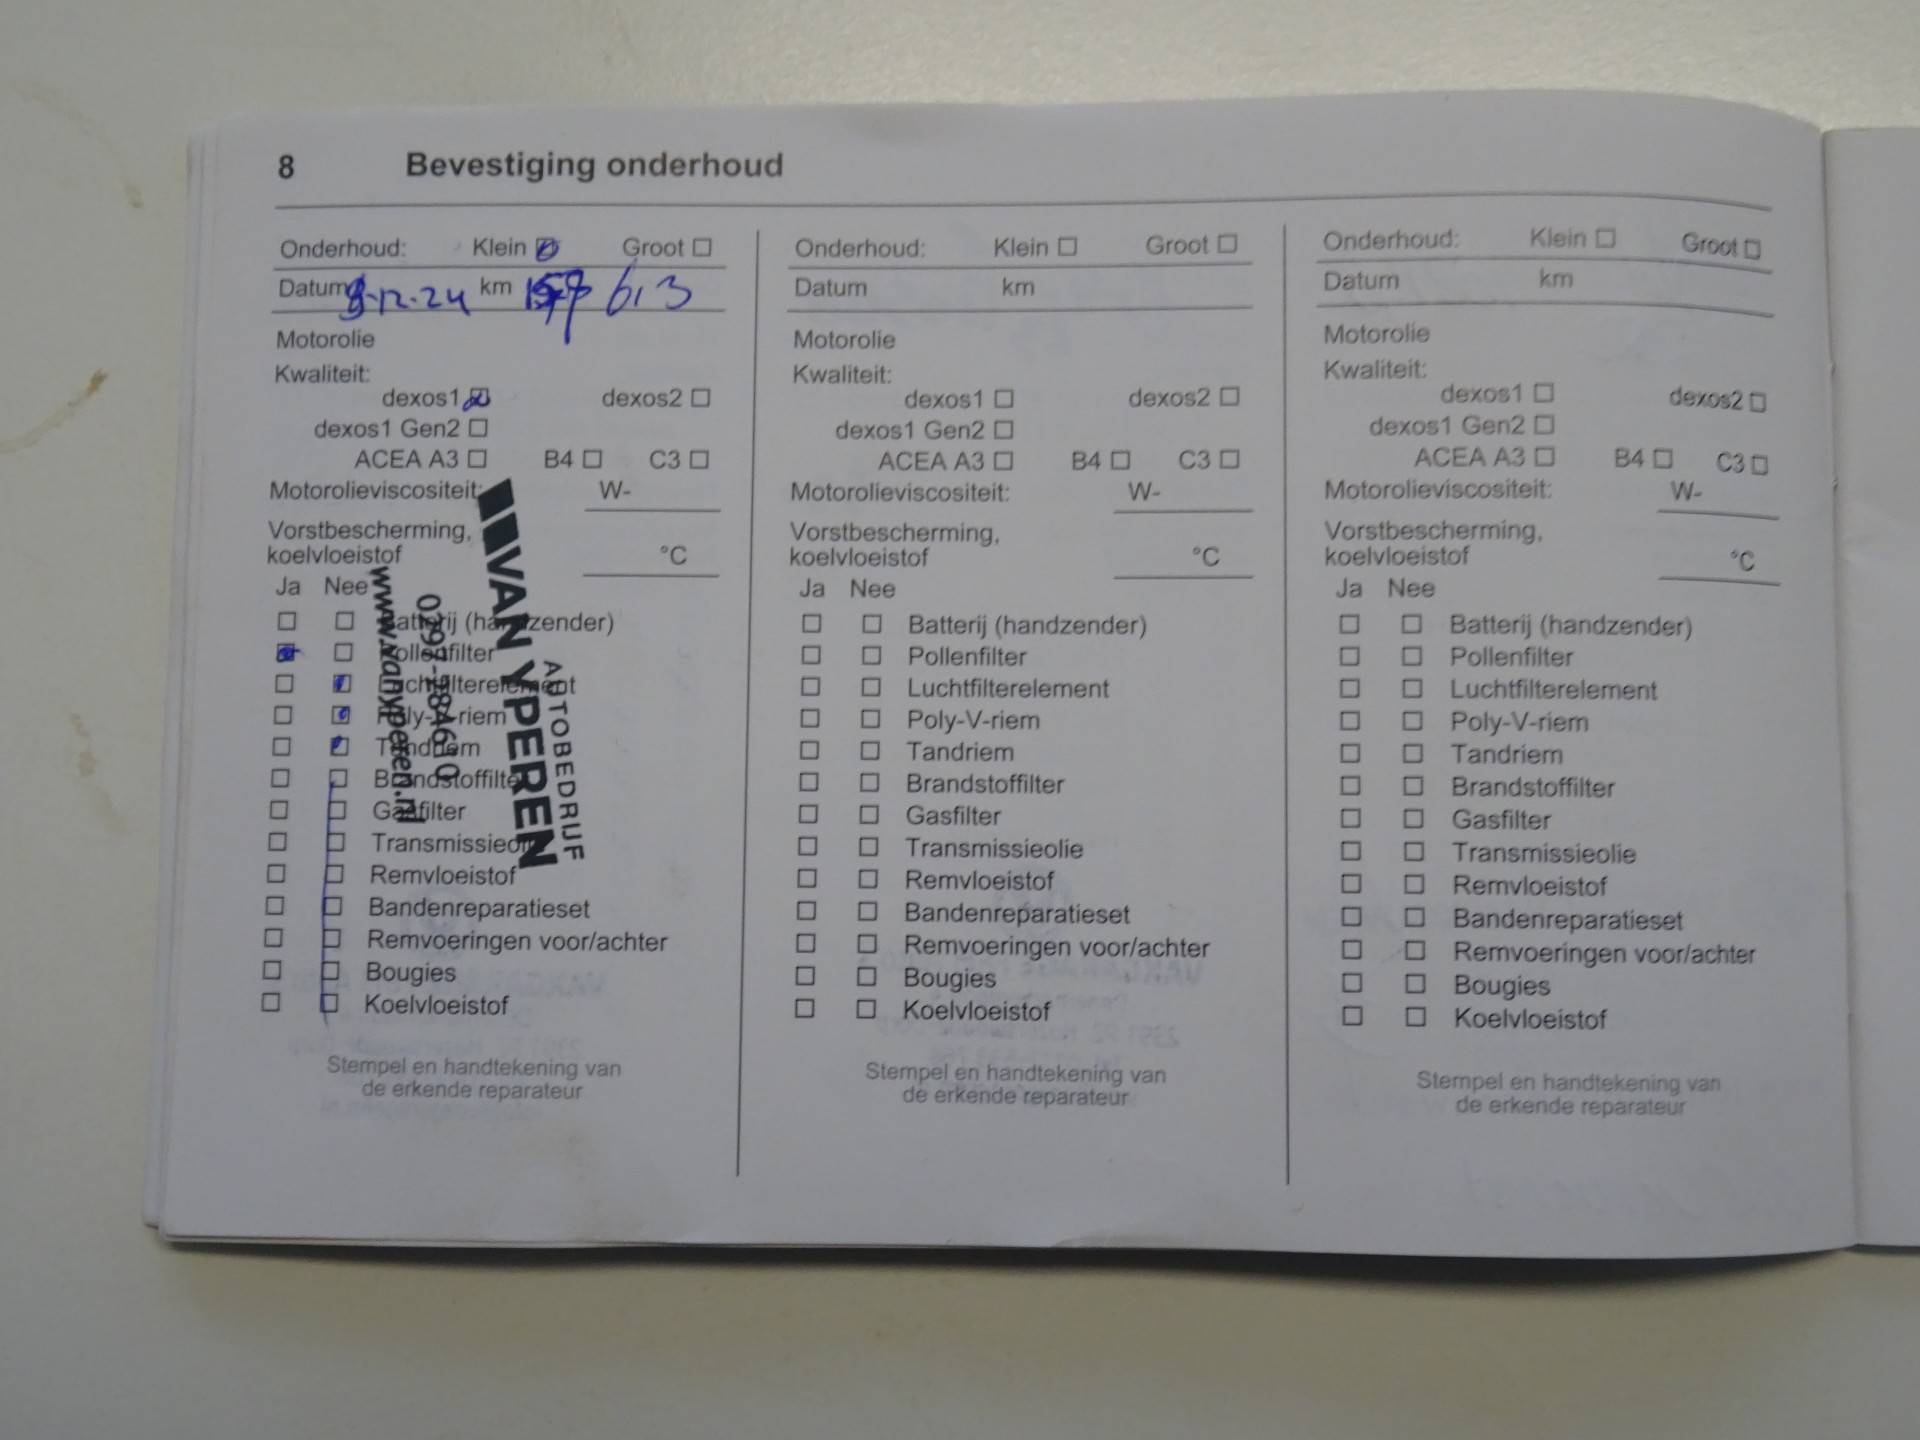 8 Bevestiging onderhoud
Onderhoud: Klein ☒ Groot ☐
Datum 12-24 km 613
Motorolie
Kwaliteit:
dexos1 ☒ dexos2 ☐
dexos1 Gen2 ☐
ACEA A3 ☐ B4 ☐ C3 ☐
Motorolieviscositeit: W-
Vorstbescherming,
koelvloeistof °C
Ja Nee
☐ ☐ Batterij (handzender)
☒ ☐ Pollenfilter
☐ ☒ Luchtfilterelement
☐ ☒ Poly-V-riem
☐ ☒ Tandriem
☐ ☐ Brandstoffilter
☐ ☐ Gasfilter
☐ ☐ Transmissieolie
☐ ☐ Remvloeistof
☐ ☐ Bandenreparatieset
☐ ☐ Remvoeringen voor/achter
☐ ☐ Bougies
☐ ☐ Koelvloeistof
AUTOBEDRIJF
VAN YPEREN
www.vanyperen.nl
Stempel en handtekening van
de erkende reparateur
Onderhoud: Klein ☐ Groot ☐
Datum km
Motorolie
Kwaliteit:
dexos1 ☐ dexos2 ☐
dexos1 Gen2 ☐
ACEA A3 ☐ B4 ☐ C3 ☐
Motorolieviscositeit: W-
Vorstbescherming,
koelvloeistof °C
Ja Nee
☐ ☐ Batterij (handzender)
☐ ☐ Pollenfilter
☐ ☐ Luchtfilterelement
☐ ☐ Poly-V-riem
☐ ☐ Tandriem
☐ ☐ Brandstoffilter
☐ ☐ Gasfilter
☐ ☐ Transmissieolie
☐ ☐ Remvloeistof
☐ ☐ Bandenreparatieset
☐ ☐ Remvoeringen voor/achter
☐ ☐ Bougies
☐ ☐ Koelvloeistof
Stempel en handtekening van
de erkende reparateur
Onderhoud: Klein ☐ Groot ☐
Datum km
Motorolie
Kwaliteit:
dexos1 ☐ dexos2 ☐
dexos1 Gen2 ☐
ACEA A3 ☐ B4 ☐ C3 ☐
Motorolieviscositeit: W-
Vorstbescherming,
koelvloeistof °C
Ja Nee
☐ ☐ Batterij (handzender)
☐ ☐ Pollenfilter
☐ ☐ Luchtfilterelement
☐ ☐ Poly-V-riem
☐ ☐ Tandriem
☐ ☐ Brandstoffilter
☐ ☐ Gasfilter
☐ ☐ Transmissieolie
☐ ☐ Remvloeistof
☐ ☐ Bandenreparatieset
☐ ☐ Remvoeringen voor/achter
☐ ☐ Bougies
☐ ☐ Koelvloeistof
Stempel en handtekening van
de erkende reparateur